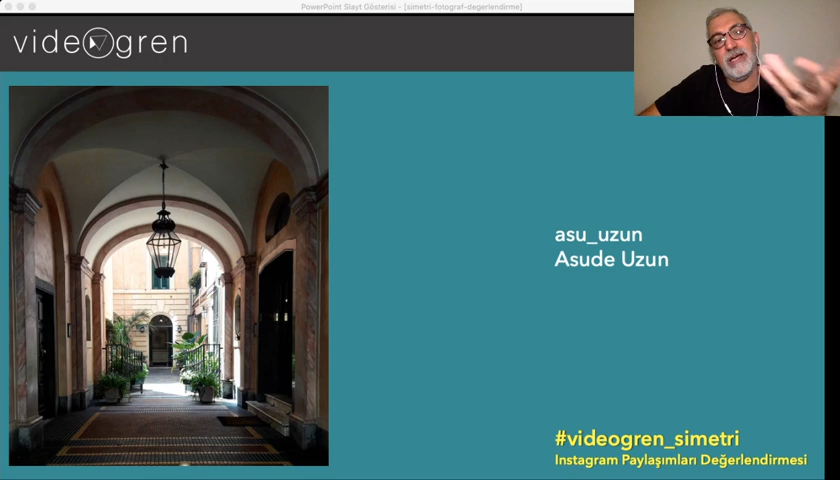 PowerPoint Slayt Gösterisi - [simetri-fotograf-degerlendirme]
videogren
asu_uzun
Asude Uzun
#videogren_simetri
Instagram Paylaşımları Değerlendirmesi